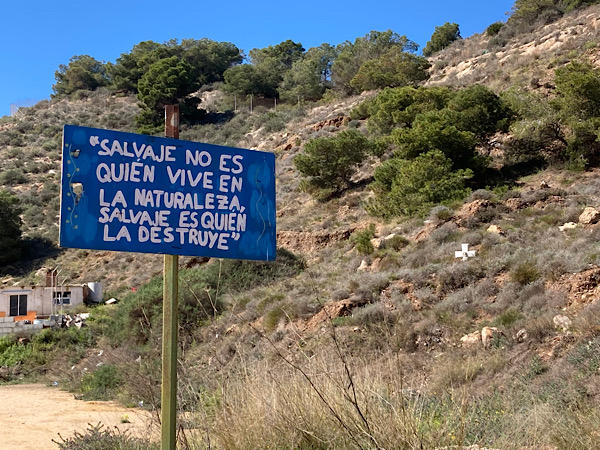 “SALVAJE NO ES
QUIÉN VIVE EN
LA NATURALEZA,
SALVAJE ES QUIÉN
LA DESTRUYE”